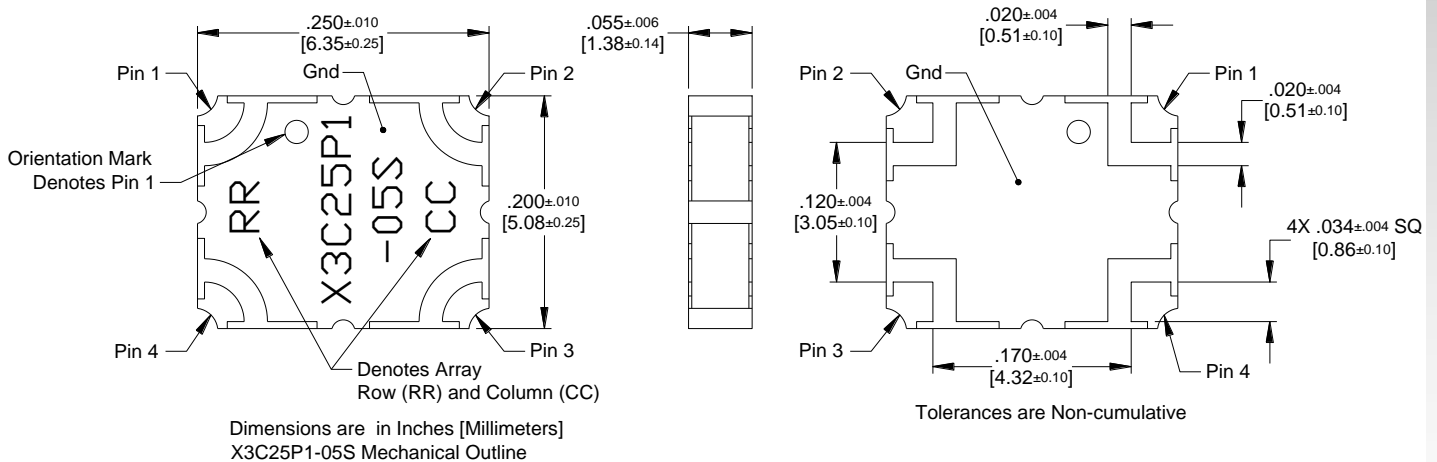 .250±.010
[6.35±0.25]
Pin 1
Gnd
Pin 2
Orientation Mark
Denotes Pin 1
RR
X3C25P1
-05S
CC
.200±.010
[5.08±0.25]
Pin 4
Pin 3
Denotes Array
Row (RR) and Column (CC)
Dimensions are in Inches [Millimeters]
X3C25P1-05S Mechanical Outline
.055±.006
[1.38±0.14]
.020±.004
[0.51±0.10]
Pin 2
Gnd
Pin 1
.020±.004
[0.51±0.10]
.120±.004
[3.05±0.10]
4X .034±.004 SQ
[0.86±0.10]
Pin 3
.170±.004
[4.32±0.10]
Pin 4
Tolerances are Non-cumulative